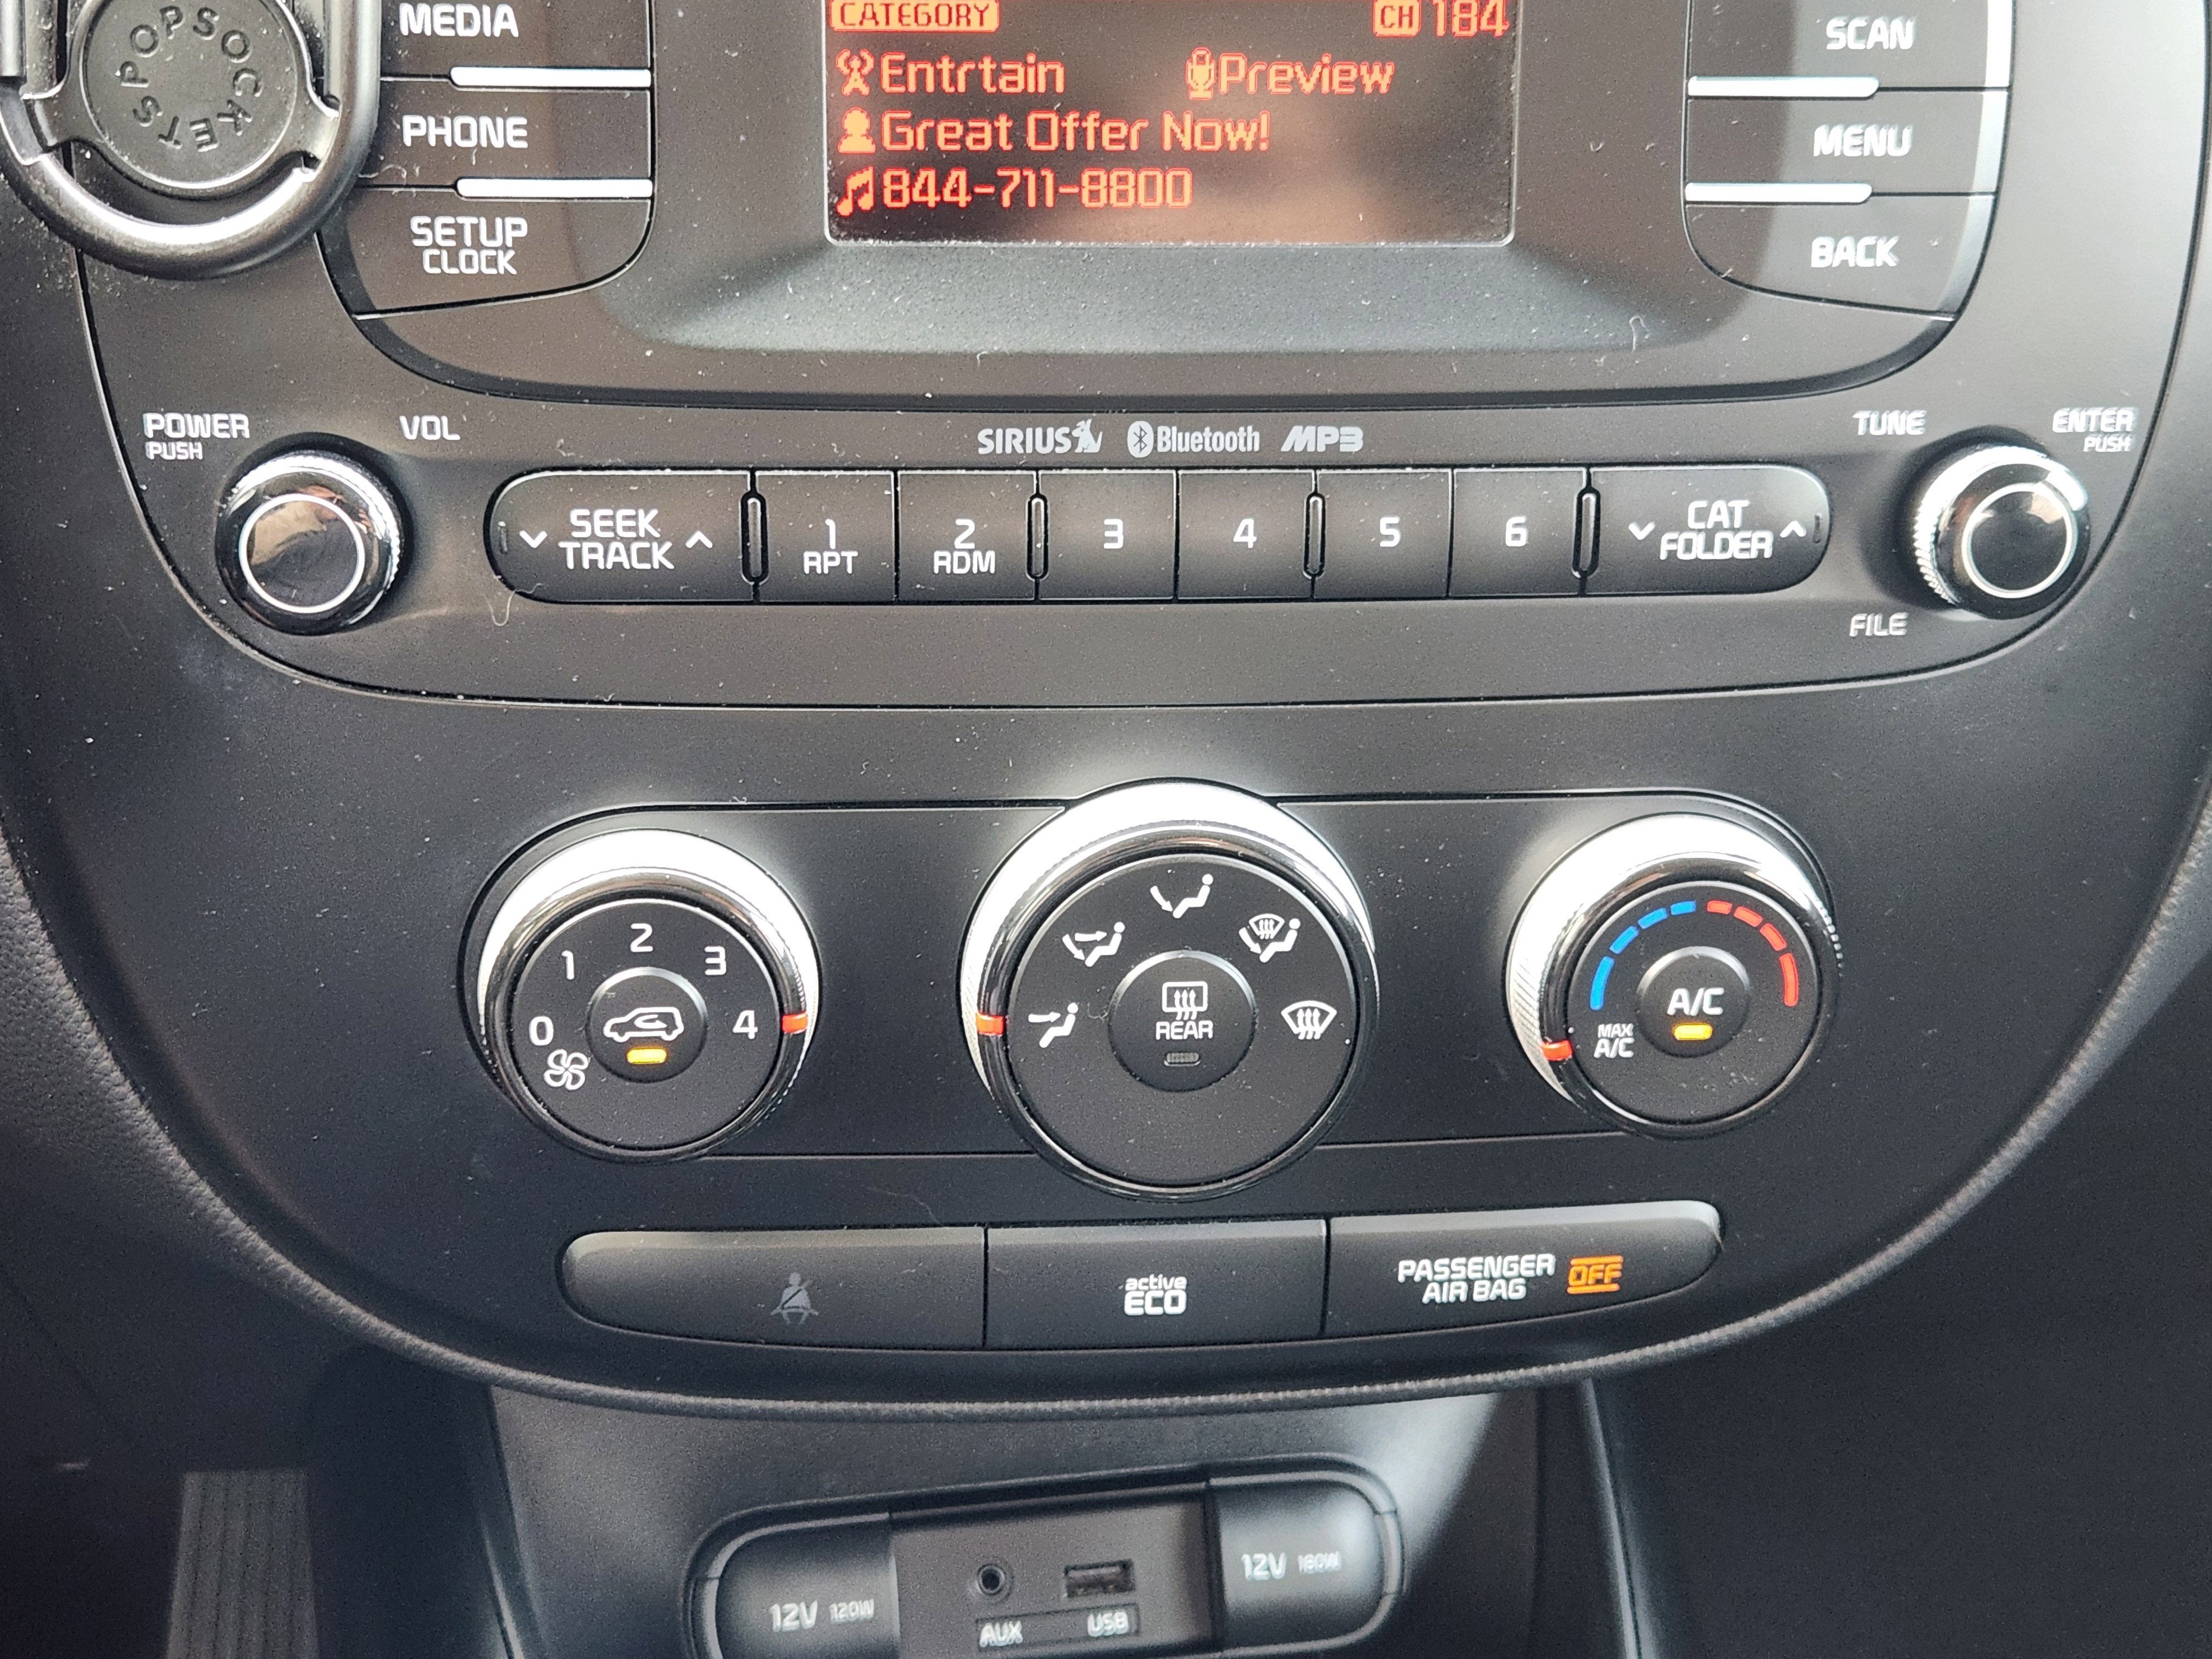 POPSOCKETS
MEDIA
PHONE
SETUP
CLOCK
CATEGORY CH 184
Entrtain Preview
Great Offer Now!
844-711-8800
SCAN
MENU
BACK
POWER
PUSH
VOL
SIRIUS Bluetooth MP3
TUNE
ENTER
PUSH
SEEK
TRACK
1
RPT
2
RDM
3
4
5
6
CAT
FOLDER
FILE
0 1 2 3 4
REAR
A/C
MAX
A/C
active
ECO
PASSENGER
AIR BAG OFF
12V 120W
AUX
USB
12V 180W